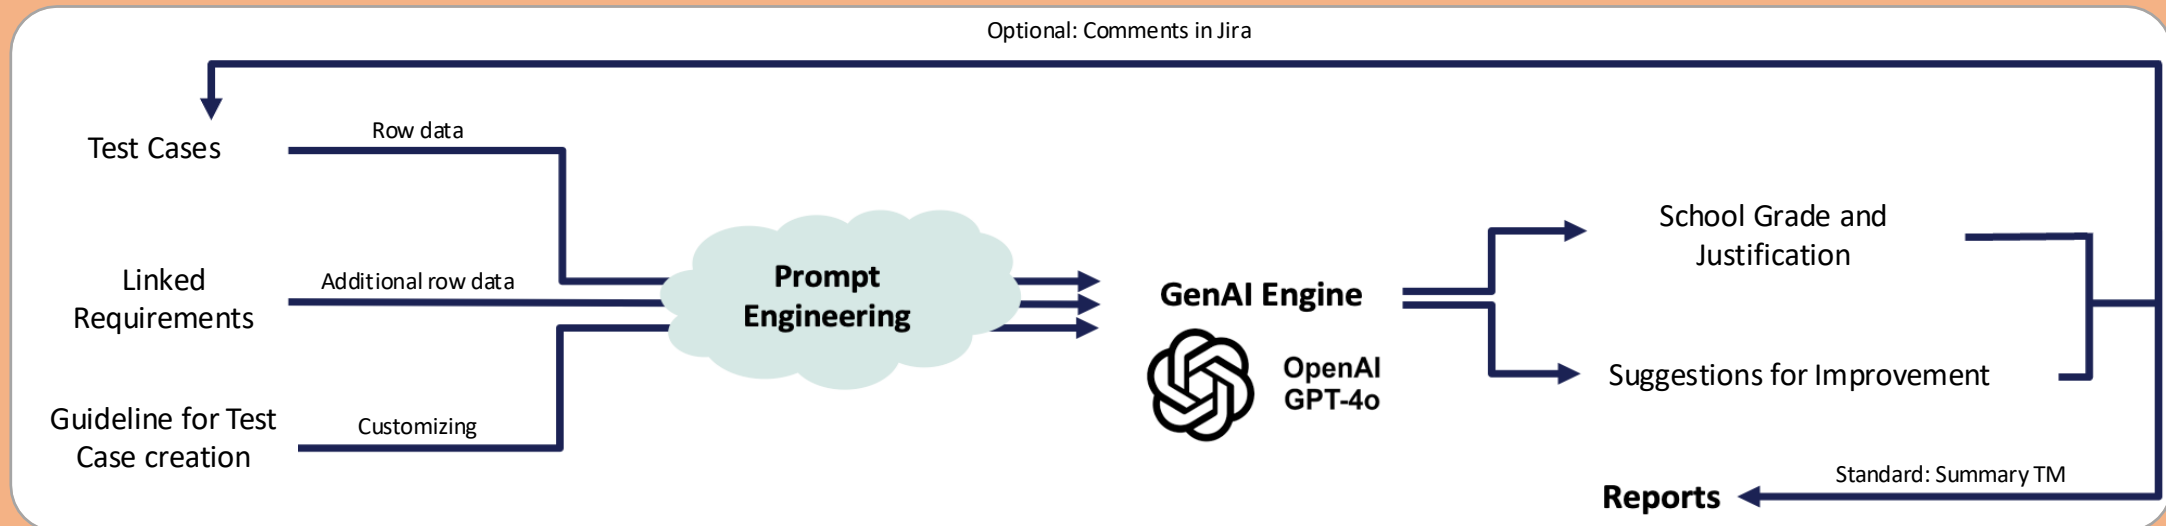 Optional: Comments in Jira
Row data
Test Cases
Linked
Requirements
Additional row data
Guideline for Test
Case creation
Customizing
Prompt
Engineering
GenAI Engine
OpenAI
GPT-4o
School Grade and
Justification
Suggestions for Improvement
Standard: Summary TM
Reports